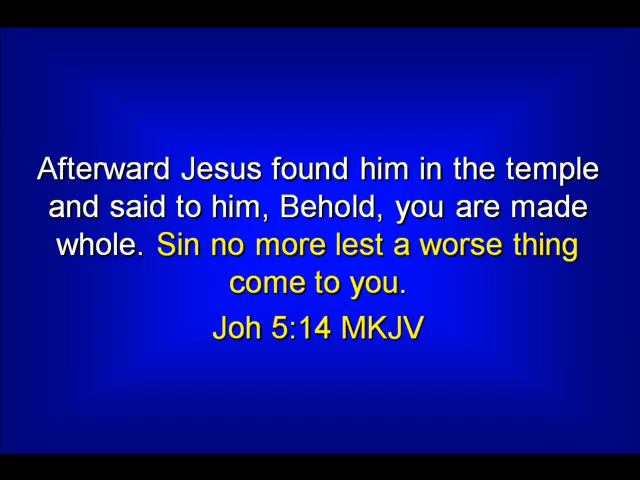 Afterward Jesus found him in the temple
and said to him, Behold, you are made
whole. Sin no more lest a worse thing
come to you.
Joh 5:14 MKJV